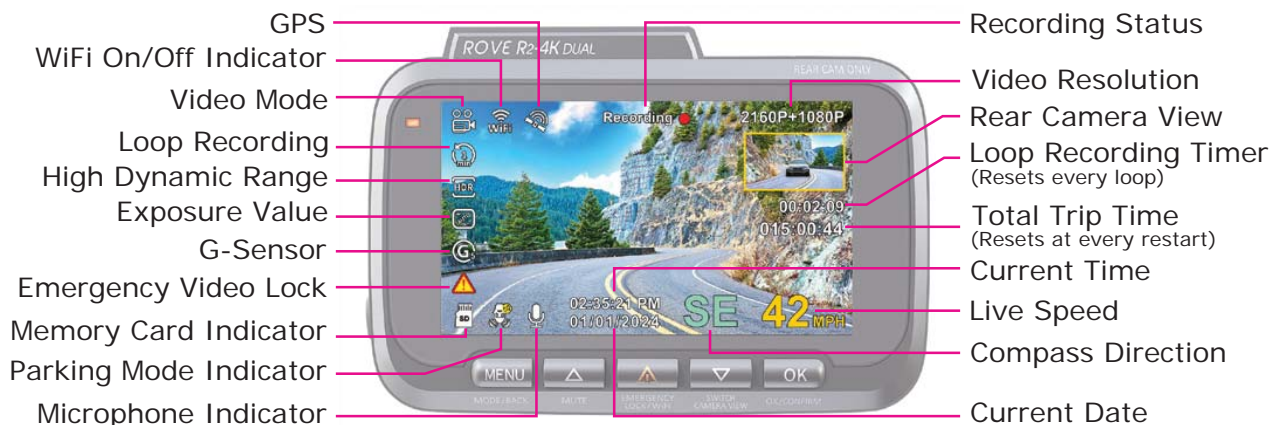 GPS
WiFi On/Off Indicator
Video Mode
Loop Recording
High Dynamic Range
Exposure Value
G-Sensor
Emergency Video Lock
Memory Card Indicator
Parking Mode Indicator
Microphone Indicator
ROVE R2-4K DUAL
REAR CAM ONLY
WiFi
Recording
2160P+1080P
min
HDR
00:02:09
015:00:44
G
SD
02:35:21 PM
01/01/2024
SE
42 MPH
MENU
OK
MODE/BACK
MUTE
EMERGENCY
LOCK/WIFI
SWITCH
CAMERA VIEW
OK/CONFIRM
Recording Status
Video Resolution
Rear Camera View
Loop Recording Timer
(Resets every loop)
Total Trip Time
(Resets at every restart)
Current Time
Live Speed
Compass Direction
Current Date